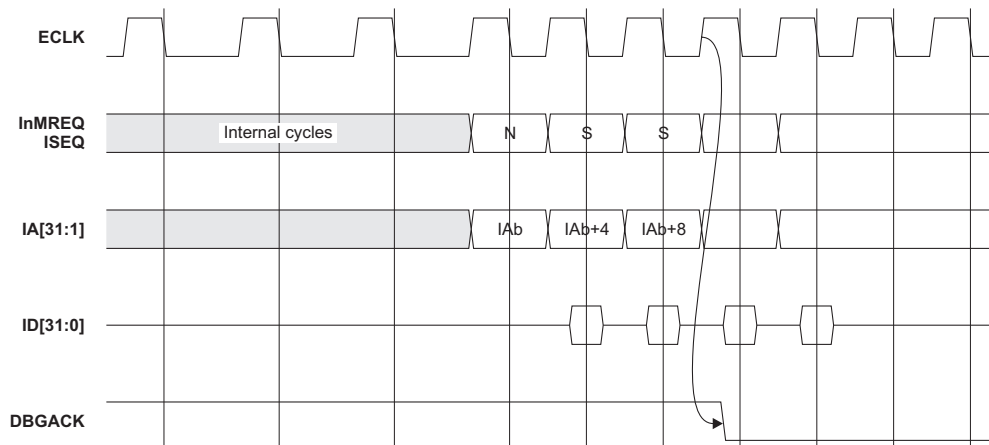 ECLK
InMREQ
ISEQ
Internal cycles
N
S
S
IA[31:1]
IAb
IAb+4
IAb+8
ID[31:0]
DBGACK